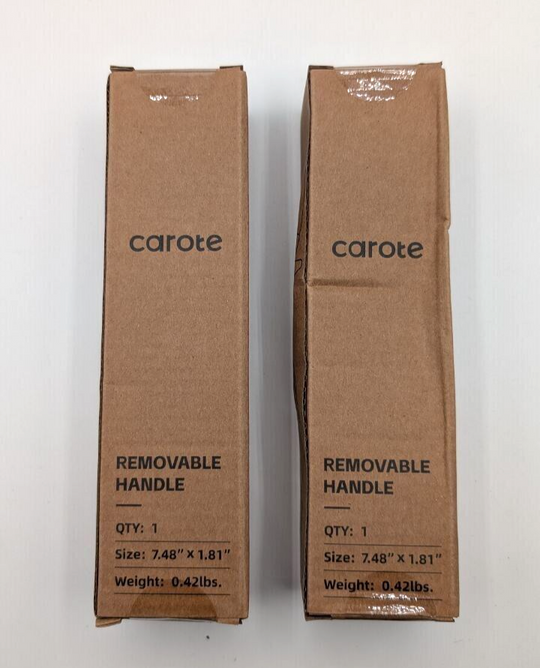 carote
REMOVABLE
HANDLE
QTY: 1
Size: 7.48” x 1.81”
Weight: 0.42lbs.
carote
REMOVABLE
HANDLE
QTY: 1
Size: 7.48” x 1.81”
Weight: 0.42lbs.